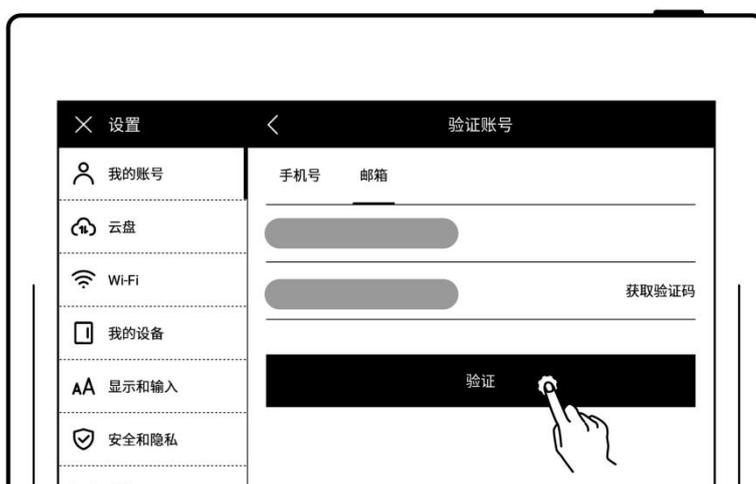 设置
验证账号
我的账号
云盘
Wi-Fi
我的设备
AA 显示和输入
安全和隐私
手机号 邮箱
获取验证码
验证